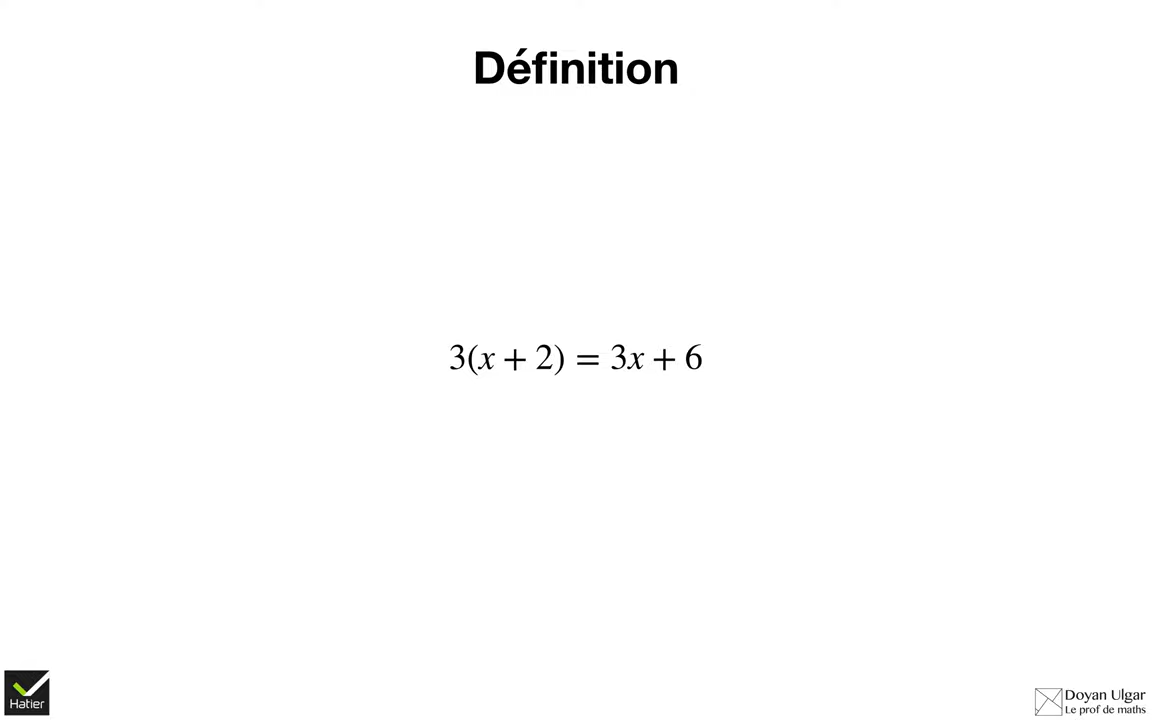 Définition
3(x + 2) = 3x + 6
Hatier
Doyan Ulgar
Le prof de maths